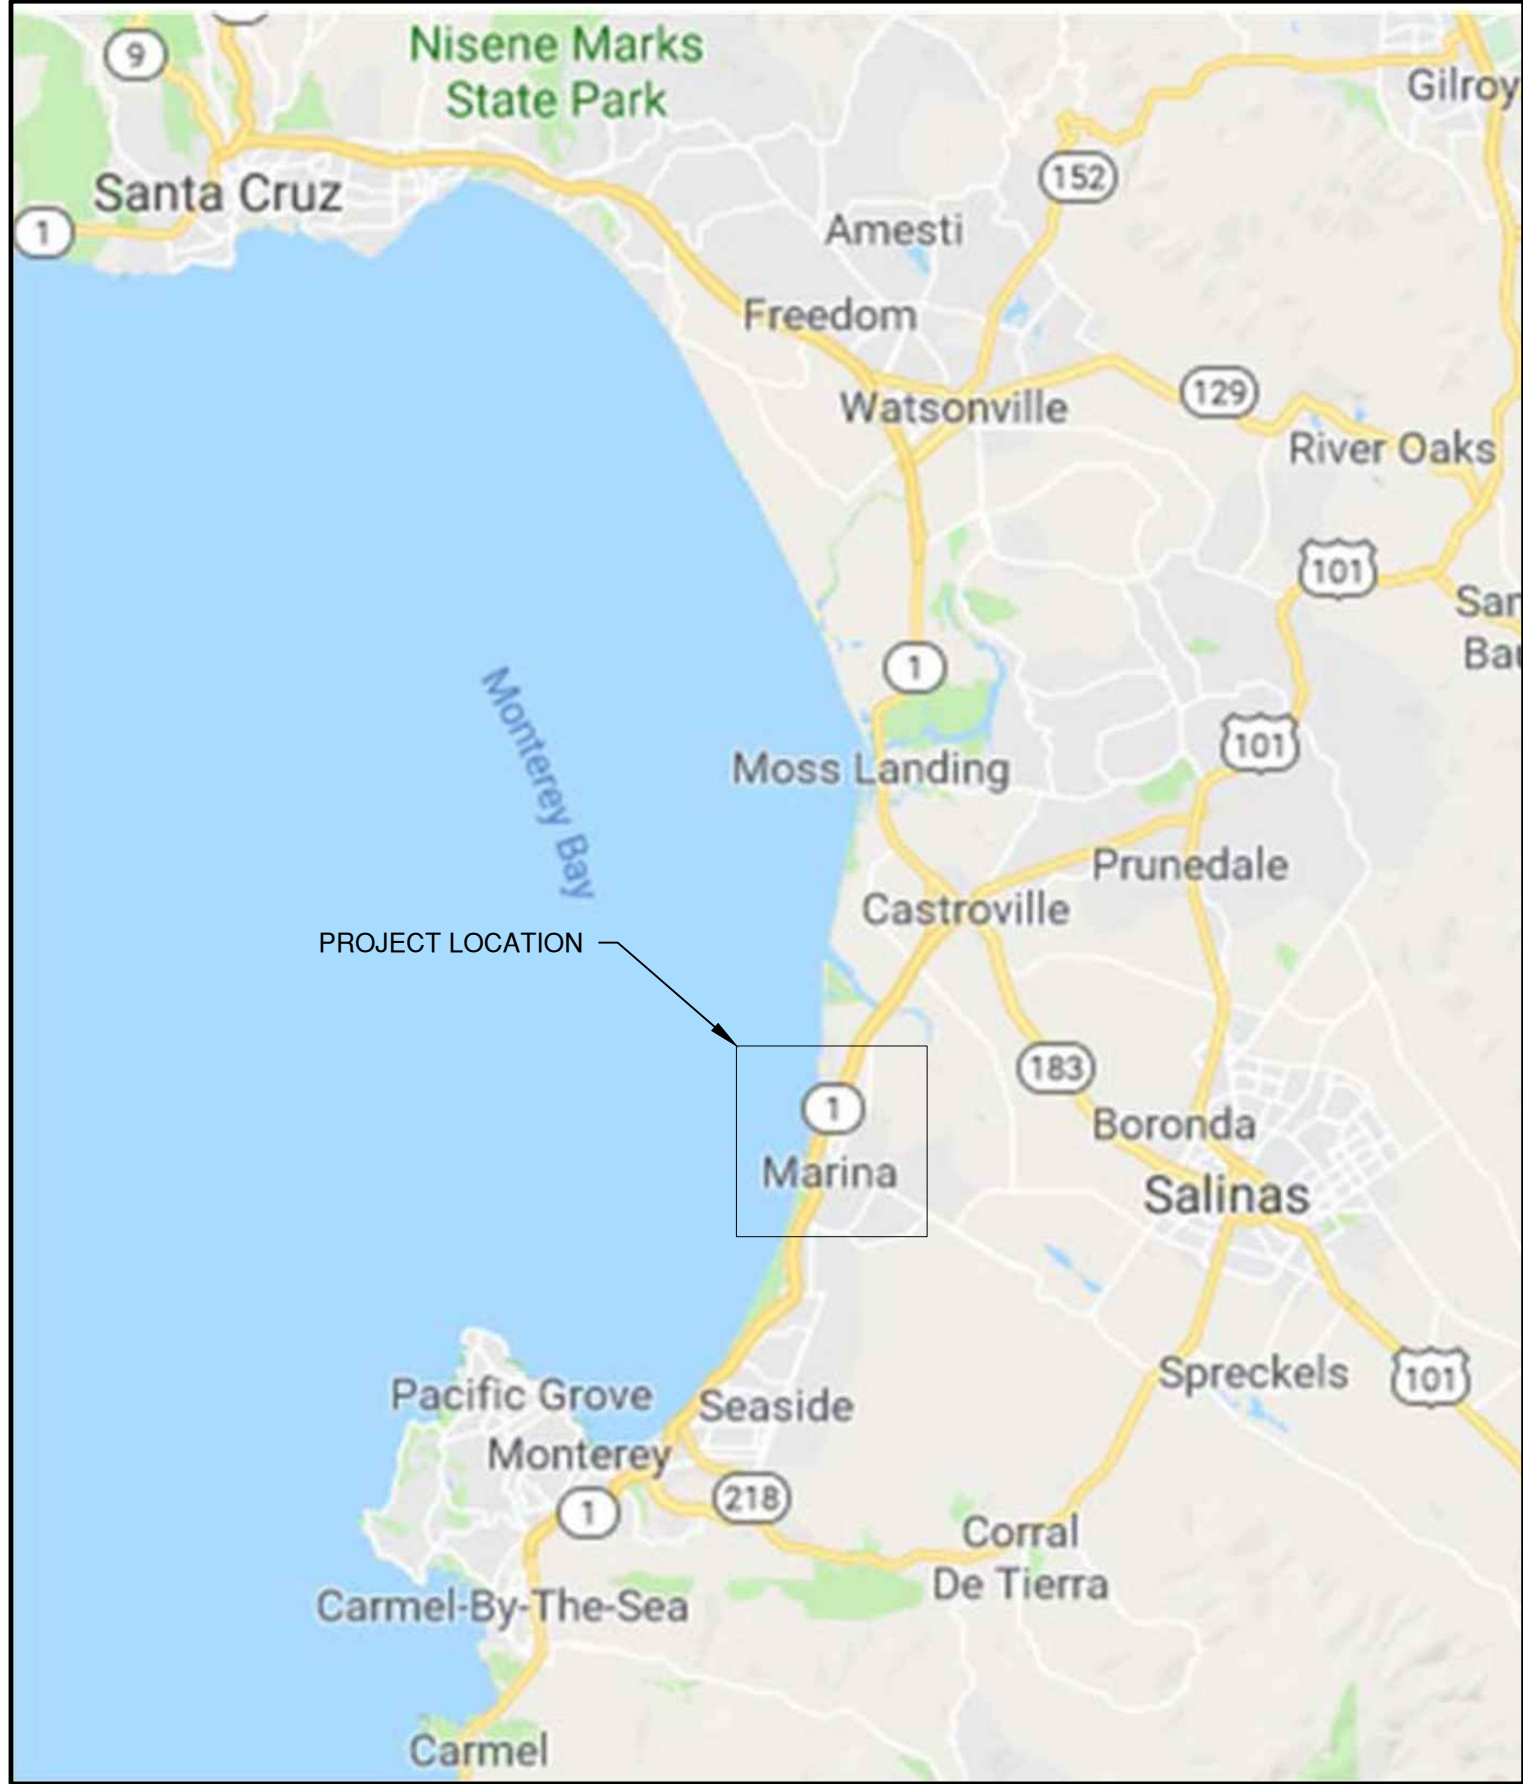 Nisene Marks
State Park
9
Gilroy
152
Santa Cruz
1
Amesti
Freedom
129
Watsonville
River Oaks
101
San
Bau
1
Monterey Bay
101
Moss Landing
Prunedale
Castroville
PROJECT LOCATION
183
1
Boronda
Marina
Salinas
Spreckels
101
Pacific Grove
Seaside
Monterey
218
1
Corral
De Tierra
Carmel-By-The-Sea
Carmel